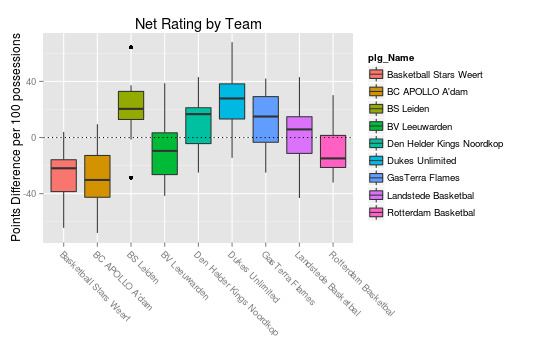 Net Rating by Team
Points Difference per 100 possessions
40
0
-40
Basketball Stars Weert
BC APOLLO A'dam
BS Leiden
BV Leeuwarden
Den Helder Kings Noordkop
Dukes Unlimited
GasTerra Flames
Landstede Basketbal
Rotterdam Basketbal
plg_Name
Basketball Stars Weert
BC APOLLO A'dam
BS Leiden
BV Leeuwarden
Den Helder Kings Noordkop
Dukes Unlimited
GasTerra Flames
Landstede Basketbal
Rotterdam Basketbal